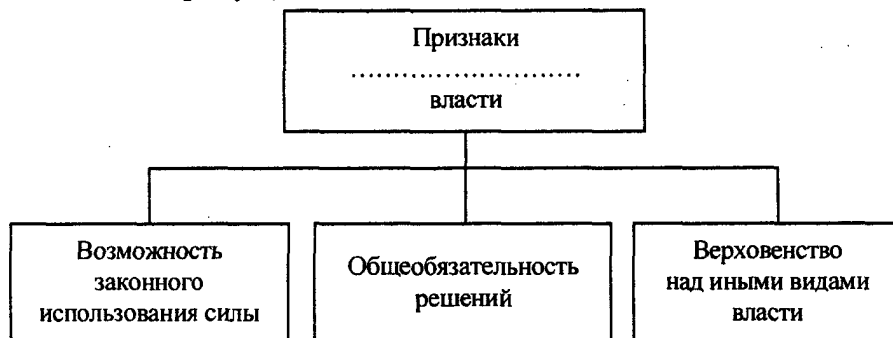 Признаки
............................
власти
Возможность
законного
использования силы
Общеобязательность
решений
Верховенство
над иными видами
власти